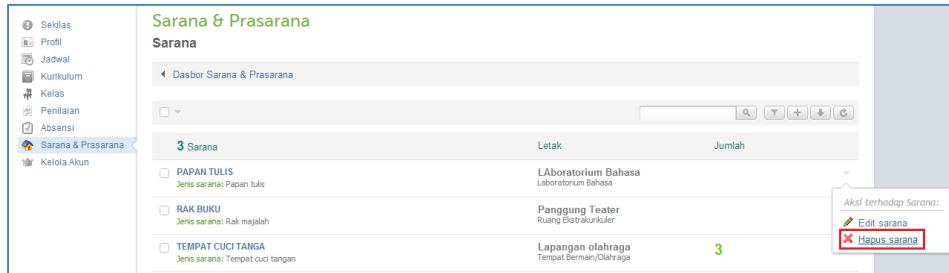 Sekilas
Profil
Jadwal
Kurikulum
Kelas
Penilaian
Absensi
Sarana & Prasarana
Kelola Akun
Sarana & Prasarana
Sarana
Dasbor Sarana & Prasarana
3 Sarana Letak Jumlah
PAPAN TULIS LAboratorium Bahasa
Jenis sarana: Papan tulis Laboratorium Bahasa
RAK BUKU Panggung Teater
Jenis sarana: Rak majalah Ruang Ekstrakurikuler
TEMPAT CUCI TANGA Lapangan olahraga 3
Jenis sarana: Tempat cuci tangan Tempat Bermain/Olahraga
Aksi terhadap Sarana:
Edit sarana
Hapus sarana